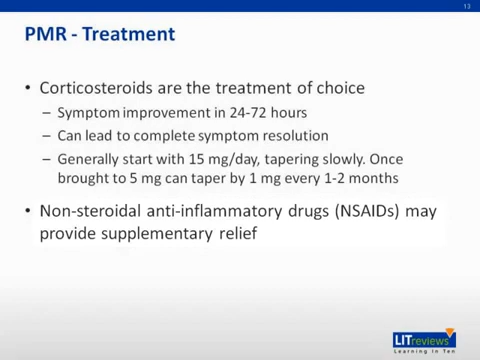 13
PMR - Treatment
• Corticosteroids are the treatment of choice
– Symptom improvement in 24-72 hours
– Can lead to complete symptom resolution
– Generally start with 15 mg/day, tapering slowly. Once
brought to 5 mg can taper by 1 mg every 1-2 months
• Non-steroidal anti-inflammatory drugs (NSAIDs) may
provide supplementary relief
LITreviews
Learning in Ten